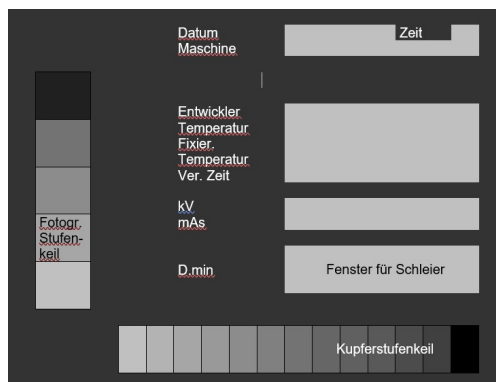 Datum
Zeit
Maschine
Entwickler
Temperatur
Fixier.
Temperatur
Ver. Zeit
kV
mAs
Fotogr.
Stufen-
keil
D.min
Fenster für Schleier
Kupferstufenkeil